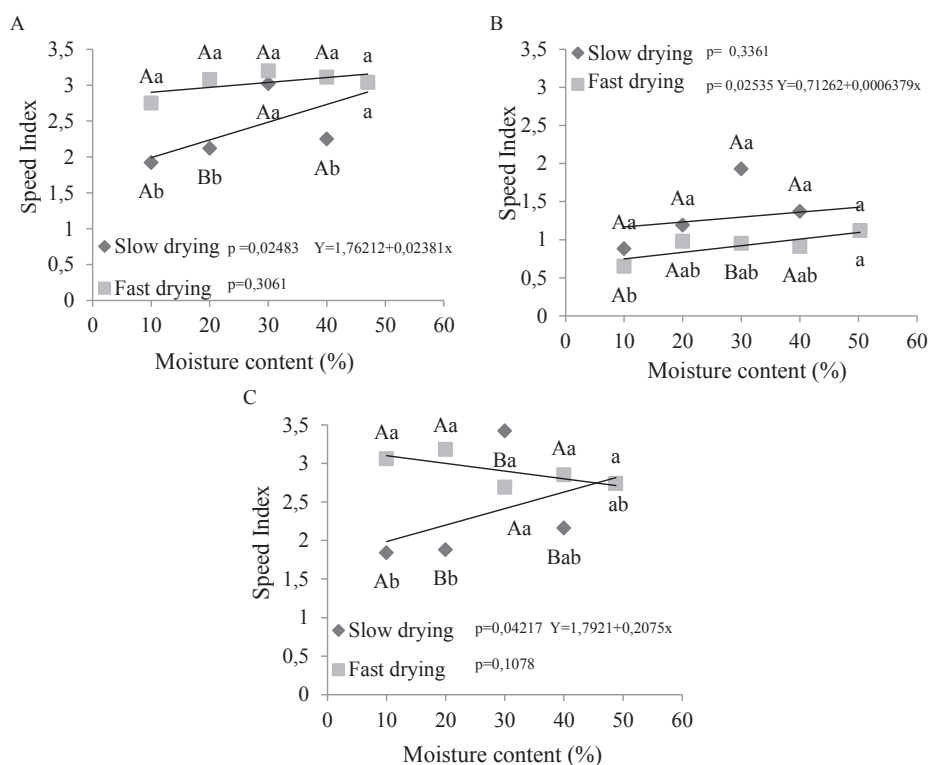 A
3,5
3
2,5
2
1,5
1
0,5
0
Speed Index
Aa Aa Aa Aa a
Aa a
Ab Bb Ab
Slow drying p =0,02483 Y=1,76212+0,02381x
Fast drying p=0,3061
0 10 20 30 40 50 60
Moisture content (%)
B
3,5
3
2,5
2
1,5
1
0,5
0
Speed Index
Slow drying p= 0,3361
Fast drying p= 0,02535 Y=0,71262+0,0006379x
Aa Aa Aa Aa a
Ab Aab Bab Aab a
0 10 20 30 40 50 60
Moisture content (%)
C
3,5
3
2,5
2
1,5
1
0,5
0
Speed Index
Aa Aa Ba Aa a
Ab Bb Aa Bab ab
Slow drying p=0,04217 Y=1,7921+0,2075x
Fast drying p=0,1078
0 10 20 30 40 50 60
Moisture content (%)